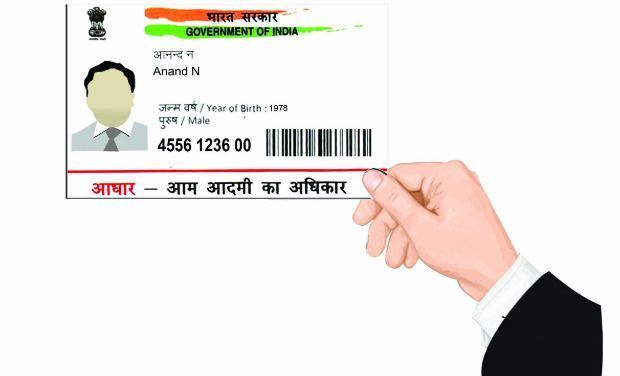 भारत सरकार
GOVERNMENT OF INDIA
आनन्द न
Anand N
जन्म वर्ष / Year of Birth : 1978
पुरुष / Male
4556 1236 00
आधार – आम आदमी का अधिकार